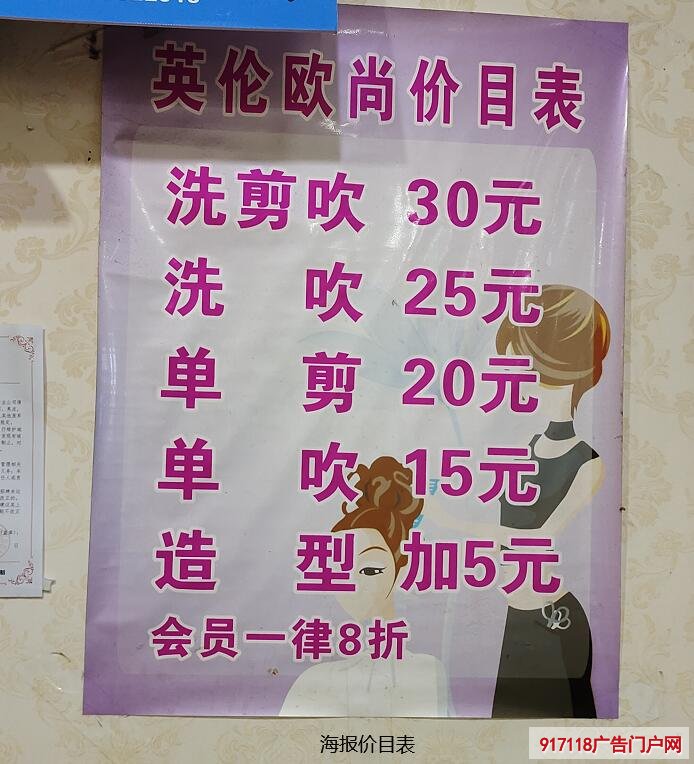 英伦欧尚价目表
洗剪吹 30元
洗 吹 25元
单 剪 20元
单 吹 15元
造 型 加5元
会员一律8折
海报价目表
917118广告门户网